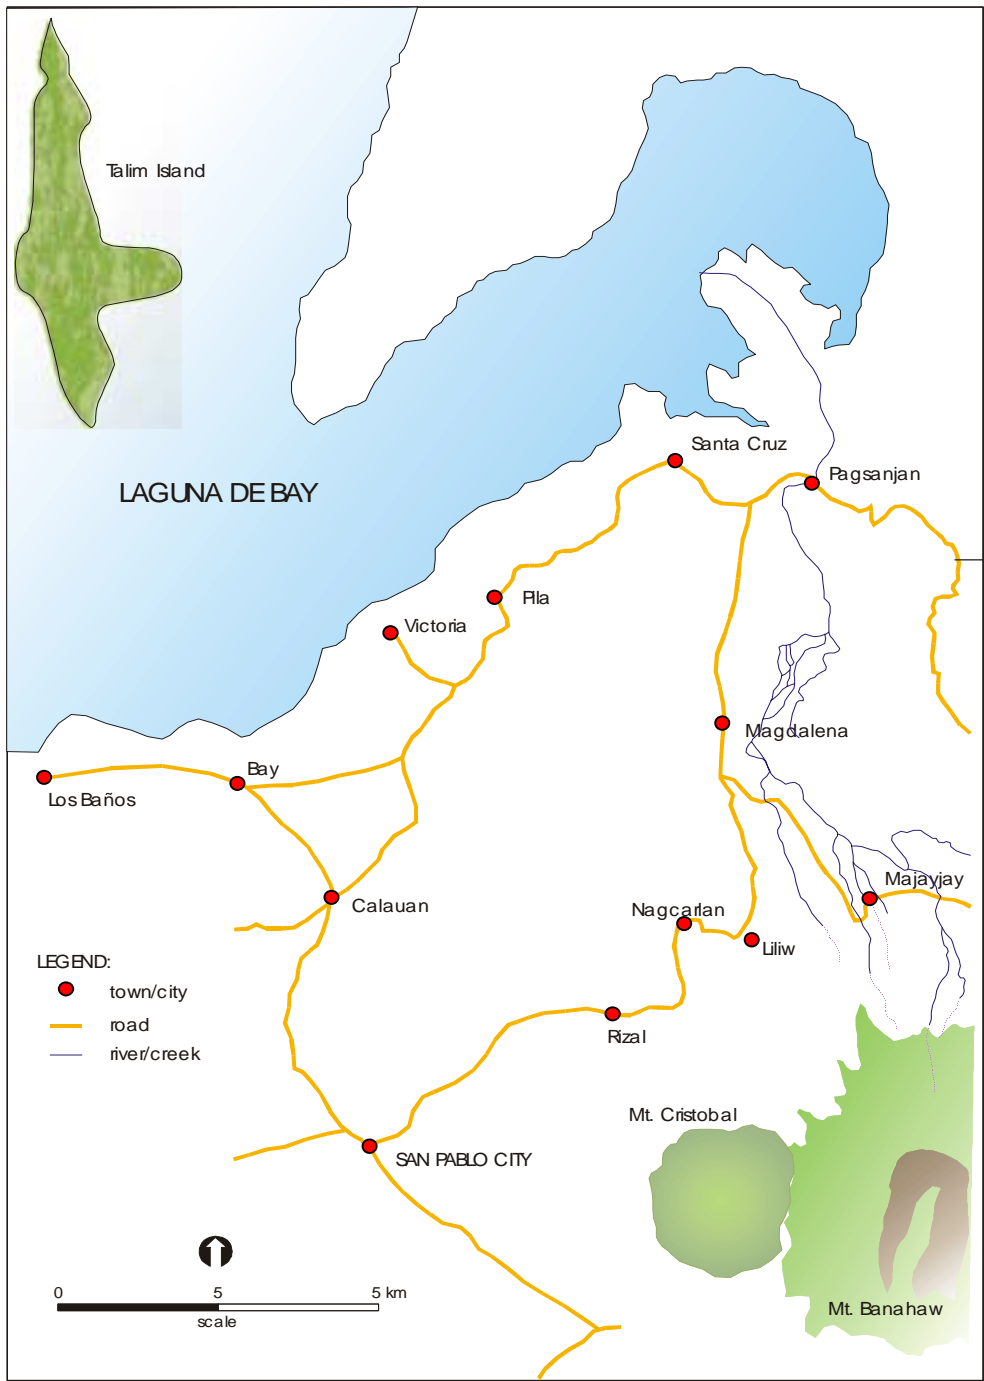 Talim Island
LAGUNA DE BAY
Santa Cruz
Pagsanjan
Pila
Victoria
Magdalena
Bay
Los Baños
Calauan
Majayjay
Nagcarlan
Liliw
LEGEND:
town/city
road
river/creek
Rizal
Mt. Cristobal
SAN PABLO CITY
0 5 5 km
scale
Mt. Banahaw